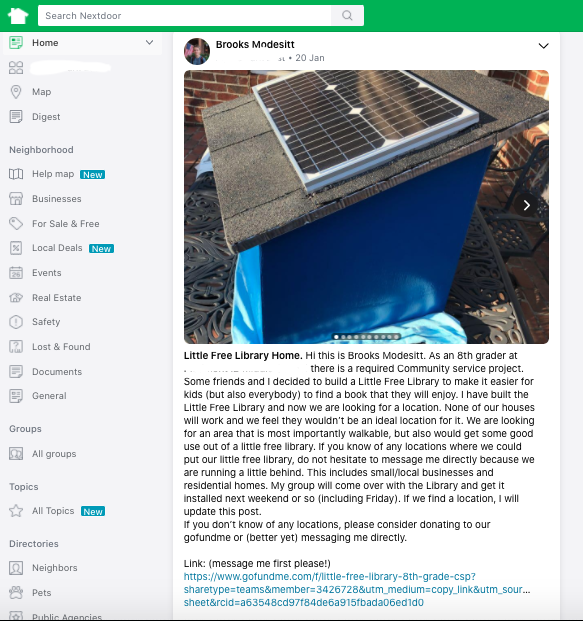 Search Nextdoor
Home
Map
Digest
Neighborhood
Help map New
Businesses
For Sale & Free
Local Deals New
Events
Real Estate
Safety
Lost & Found
Documents
General
Groups
All groups
Topics
All Topics New
Directories
Neighbors
Pets
Public Agencies
Brooks Modesitt
• 20 Jan
Little Free Library Home. Hi this is Brooks Modesitt. As an 8th grader at
there is a required Community service project.
Some friends and I decided to build a Little Free Library to make it easier for
kids (but also everybody) to find a book that they will enjoy. I have built the
Little Free Library and now we are looking for a location. None of our houses
will work and we feel they wouldn't be an ideal location for it. We are looking
for an area that is most importantly walkable, but also would get some good
use out of a little free library. If you know of any locations where we could
put our little free library, do not hesitate to message me directly because we
are running a little behind. This includes small/local businesses and
residential homes. My group will come over with the Library and get it
installed next weekend or so (including Friday). If we find a location, I will
update this post.
If you don't know of any locations, please consider donating to our
gofundme or (better yet) messaging me directly.
Link: (message me first please!)
https://www.gofundme.com/f/little-free-library-8th-grade-csp?
sharetype=teams&member=3426728&utm_medium=copy_link&utm_sour...
sheet&rcid=a63548cd97f84de6a915fbada06ed1d0